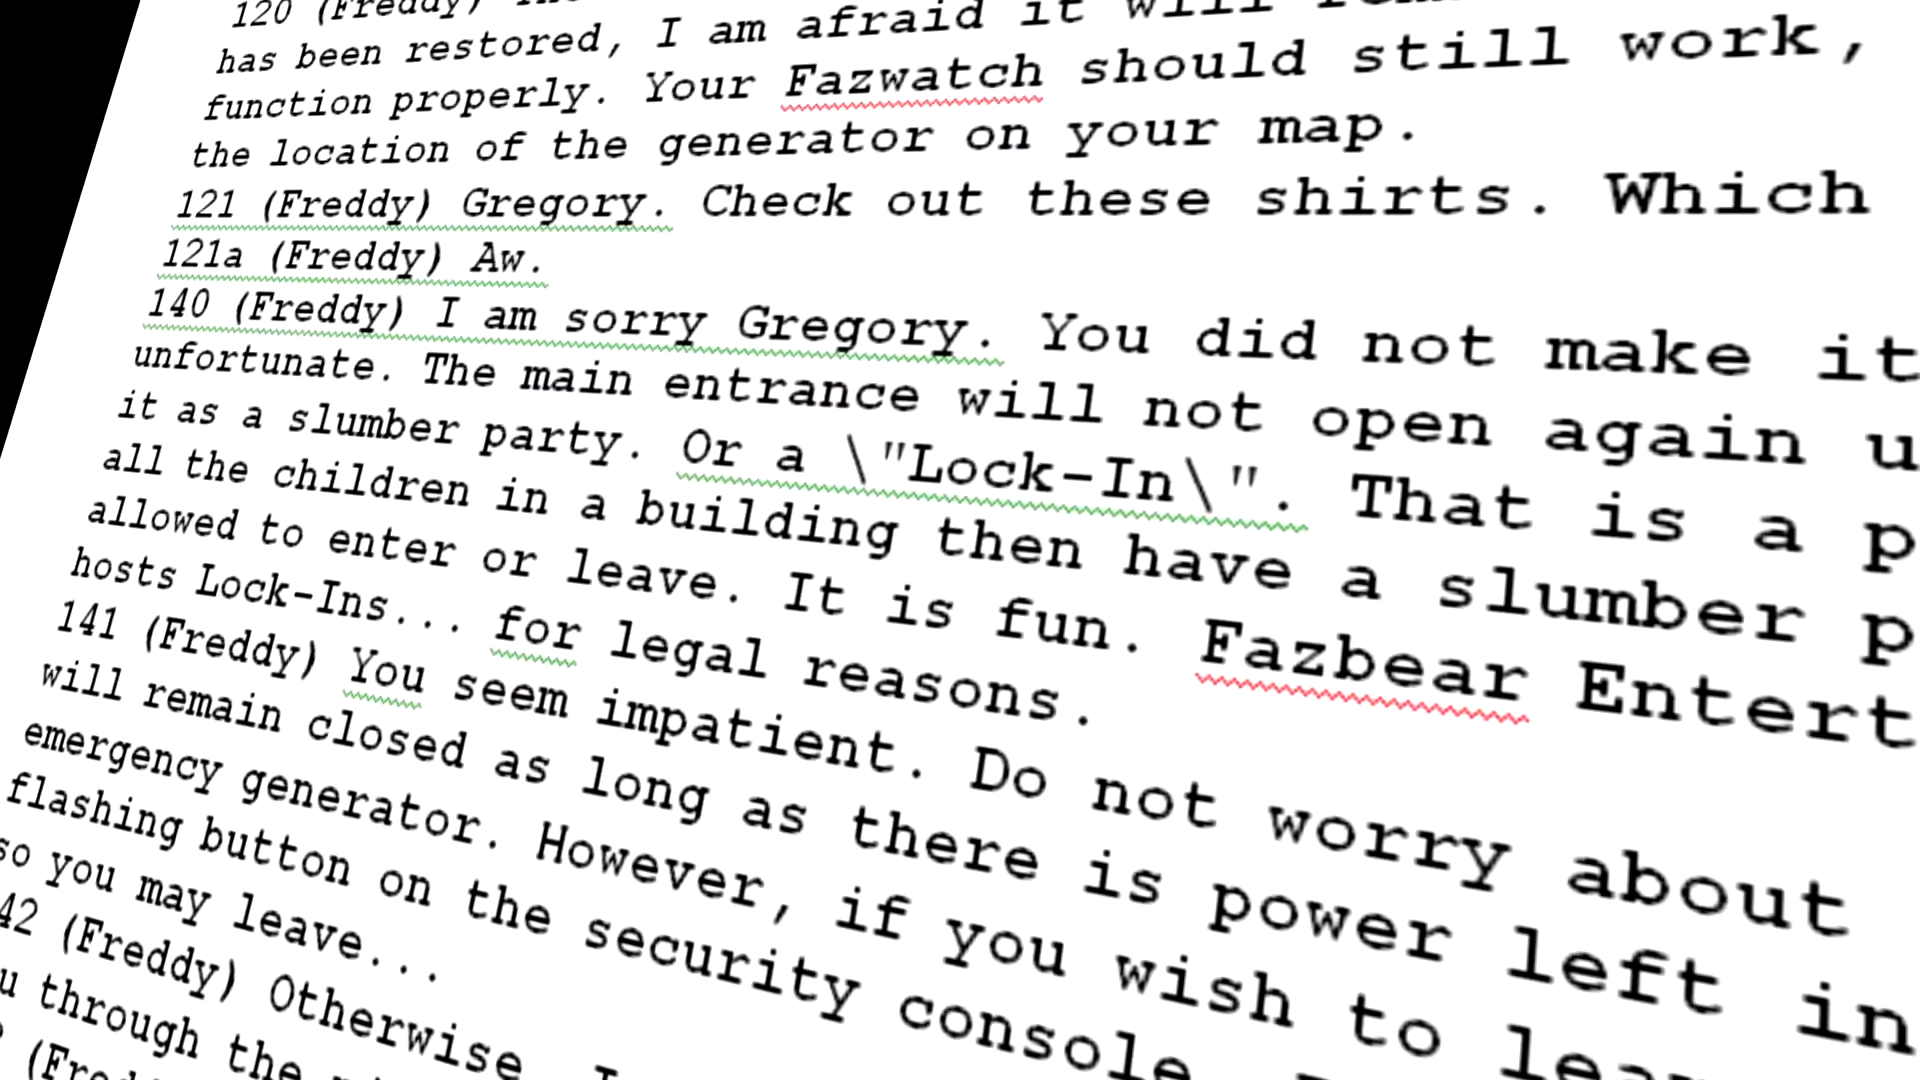 120 (Freddy)
has been restored, I am afraid it will
function properly. Your Fazwatch should still work,
the location of the generator on your map.
121 (Freddy) Gregory. Check out these shirts. Which
121a (Freddy) Aw.
140 (Freddy) I am sorry Gregory. You did not make it
unfortunate. The main entrance will not open again u
it as a slumber party. Or a \"Lock-In\". That is a p
all the children in a building then have a slumber p
allowed to enter or leave. It is fun. Fazbear Entert
hosts Lock-Ins... for legal reasons.
141 (Freddy) You seem impatient. Do not worry about
will remain closed as long as there is power left in
emergency generator. However, if you wish to
flashing button on the security console
so you may leave...
42 (Freddy) Otherwise
u through the